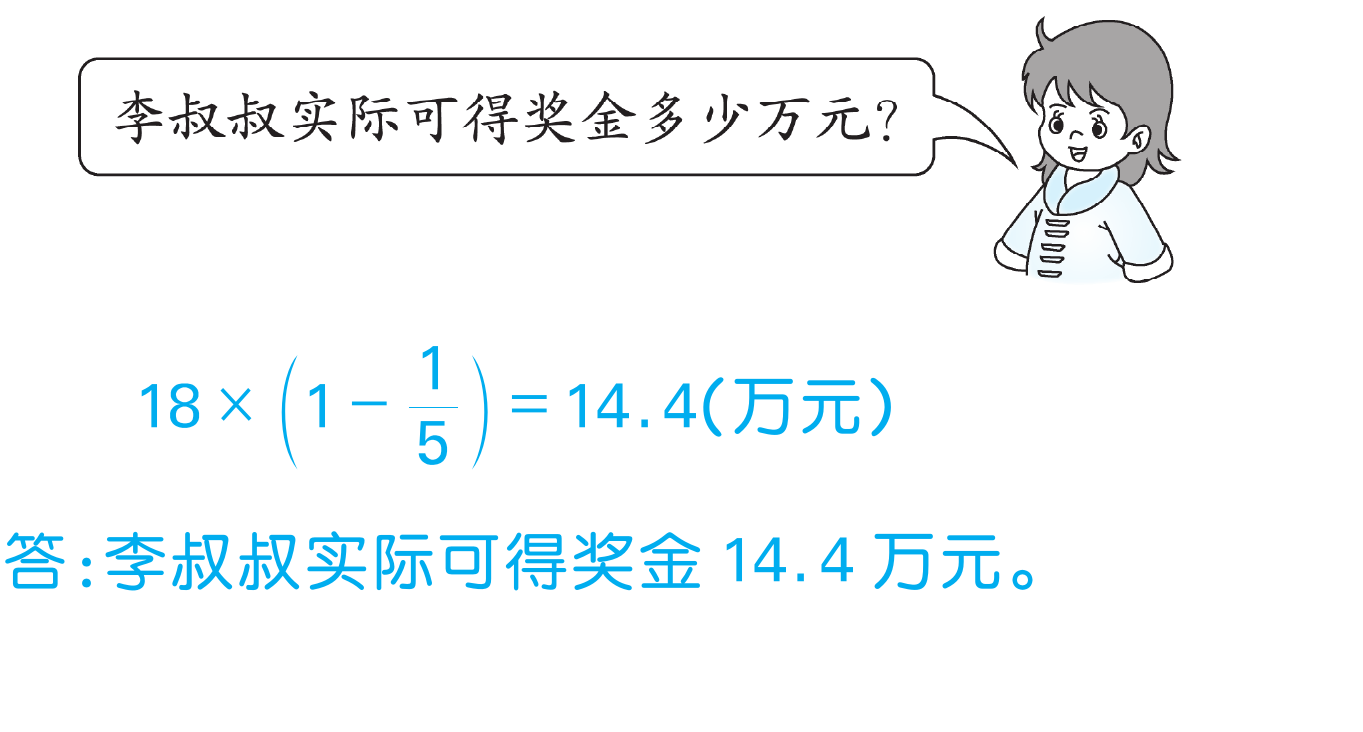 李叔叔实际可得奖金多少万元?
18×(1-1/5)=14.4(万元)
答:李叔叔实际可得奖金 14.4 万元。